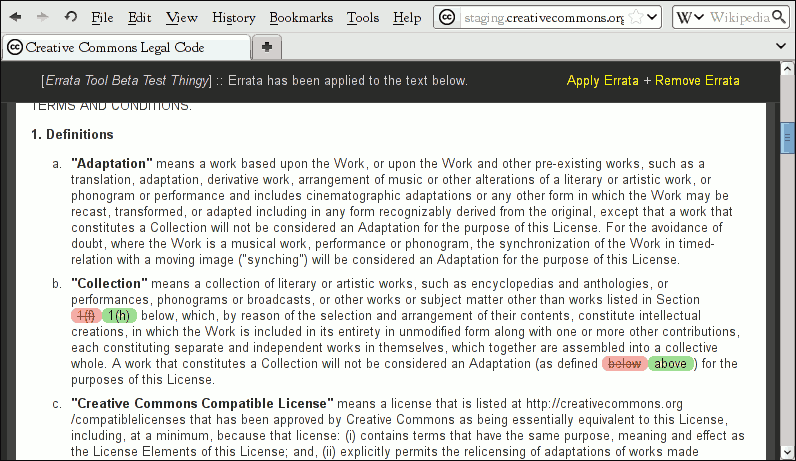 File Edit View History Bookmarks Tools Help staging.creativecommons.org W Wikipedia
Creative Commons Legal Code
[Errata Tool Beta Test Thingy] :: Errata has been applied to the text below. Apply Errata + Remove Errata
TERMS AND CONDITIONS.
1. Definitions
a. "Adaptation" means a work based upon the Work, or upon the Work and other pre-existing works, such as a
translation, adaptation, derivative work, arrangement of music or other alterations of a literary or artistic work, or
phonogram or performance and includes cinematographic adaptations or any other form in which the Work may be
recast, transformed, or adapted including in any form recognizably derived from the original, except that a work that
constitutes a Collection will not be considered an Adaptation for the purpose of this License. For the avoidance of
doubt, where the Work is a musical work, performance or phonogram, the synchronization of the Work in timed-
relation with a moving image ("synching") will be considered an Adaptation for the purpose of this License.
b. "Collection" means a collection of literary or artistic works, such as encyclopedias and anthologies, or
performances, phonograms or broadcasts, or other works or subject matter other than works listed in Section
1(f) 1(h) below, which, by reason of the selection and arrangement of their contents, constitute intellectual
creations, in which the Work is included in its entirety in unmodified form along with one or more other contributions,
each constituting separate and independent works in themselves, which together are assembled into a collective
whole. A work that constitutes a Collection will not be considered an Adaptation (as defined below above) for the
purposes of this License.
c. "Creative Commons Compatible License" means a license that is listed at http://creativecommons.org
/compatiblelicenses that has been approved by Creative Commons as being essentially equivalent to this License,
including, at a minimum, because that license: (i) contains terms that have the same purpose, meaning and effect as
the License Elements of this License; and, (ii) explicitly permits the relicensing of adaptations of works made